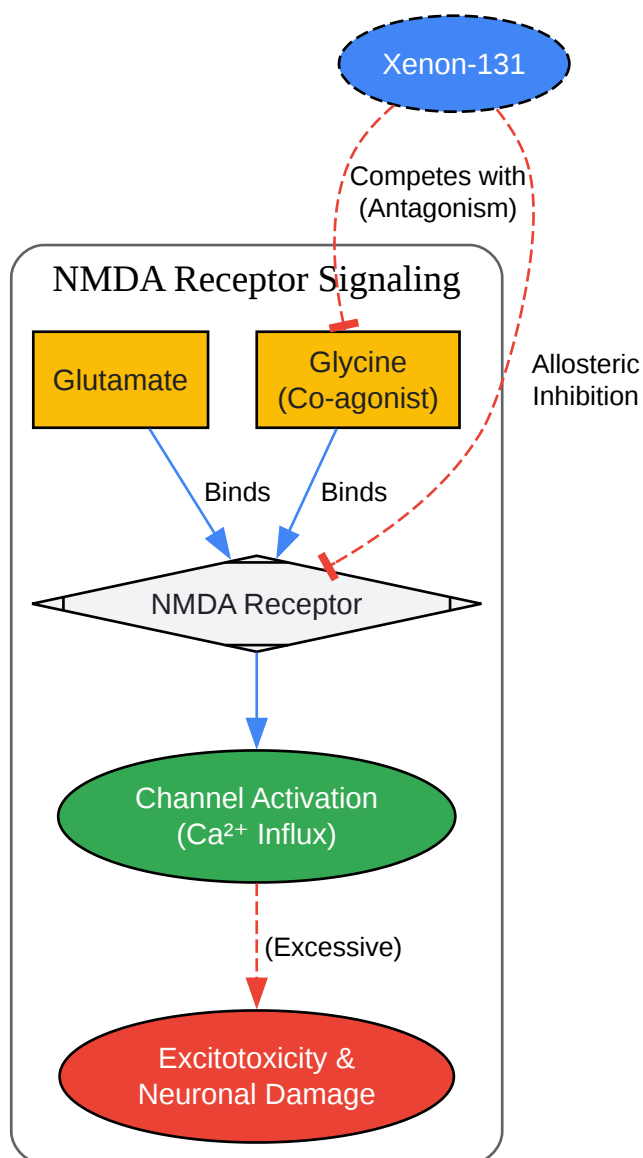 Xenon-131
Competes with
(Antagonism)
NMDA Receptor Signaling
Glutamate
Glycine
(Co-agonist)
Allosteric
Inhibition
Binds
Binds
NMDA Receptor
Channel Activation
(Ca²⁺ Influx)
(Excessive)
Excitotoxicity &
Neuronal Damage